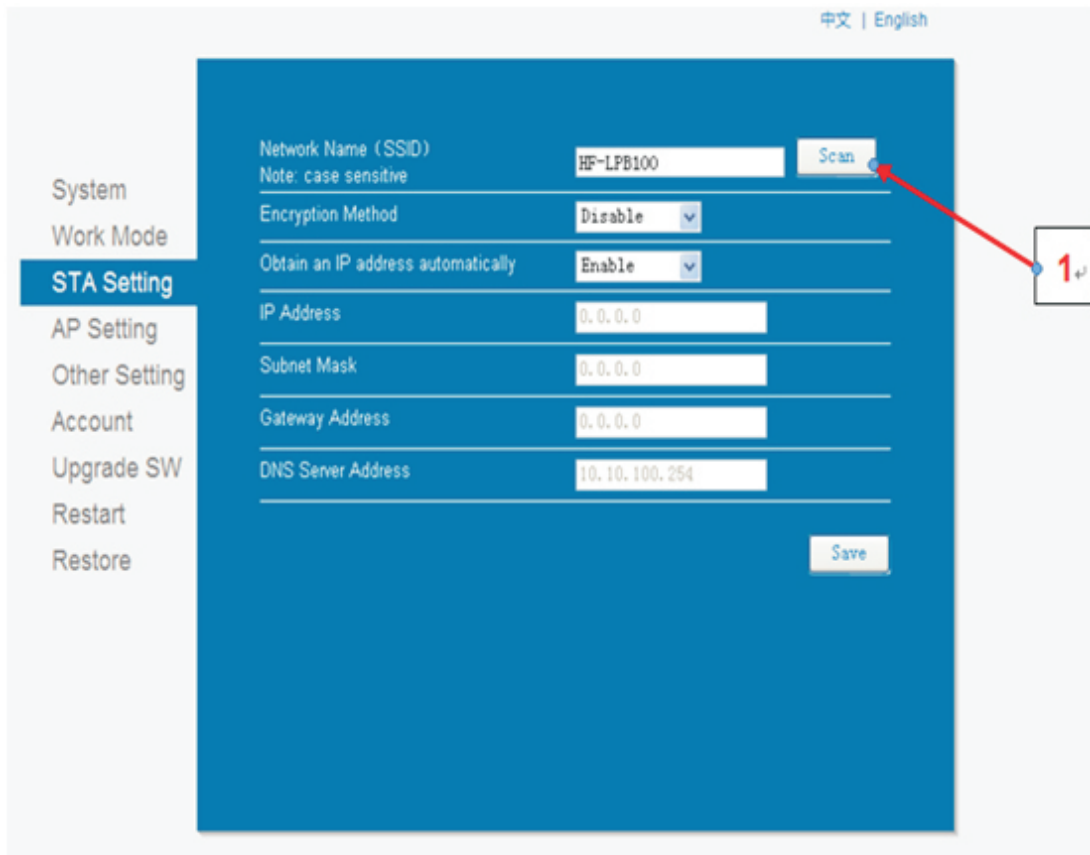 中文 | English
Network Name（SSID）
Note: case sensitive
HF-LPB100
Scan
System
Work Mode
STA Setting
AP Setting
Other Setting
Account
Upgrade SW
Restart
Restore
Encryption Method
Disable
Obtain an IP address automatically
Enable
IP Address
0.0.0.0
Subnet Mask
0.0.0.0
Gateway Address
0.0.0.0
DNS Server Address
10.10.100.254
Save
1